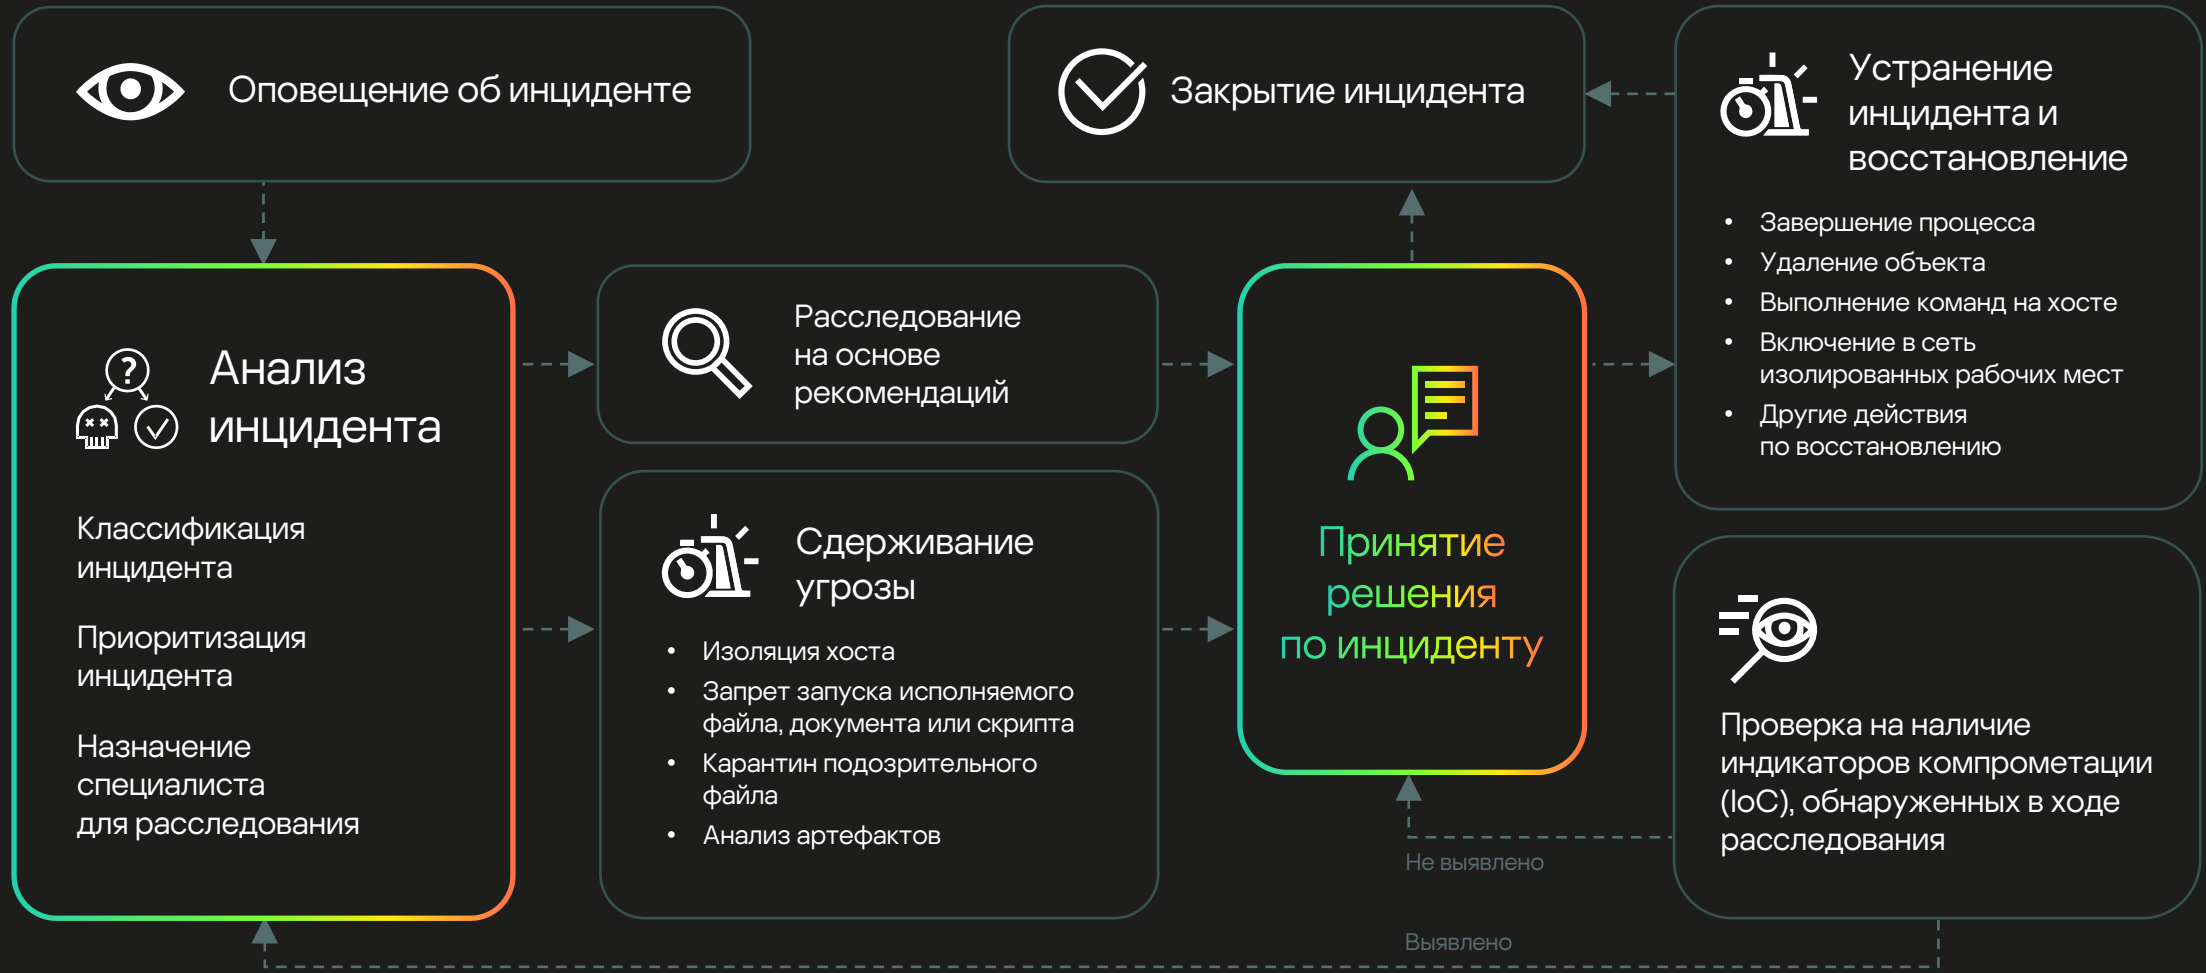 Оповещение об инциденте
Закрытие инцидента
Устранение
инцидента и
восстановление
• Завершение процесса
• Удаление объекта
• Выполнение команд на хосте
• Включение в сеть
изолированных рабочих мест
• Другие действия
по восстановлению
?
Анализ
инцидента
Классификация
инцидента
Приоритизация
инцидента
Назначение
специалиста
для расследования
Расследование
на основе
рекомендаций
Сдерживание
угрозы
• Изоляция хоста
• Запрет запуска исполняемого
файла, документа или скрипта
• Карантин подозрительного
файла
• Анализ артефактов
Принятие
решения
по инциденту
Проверка на наличие
индикаторов компрометации
(IoC), обнаруженных в ходе
расследования
Не выявлено
Выявлено